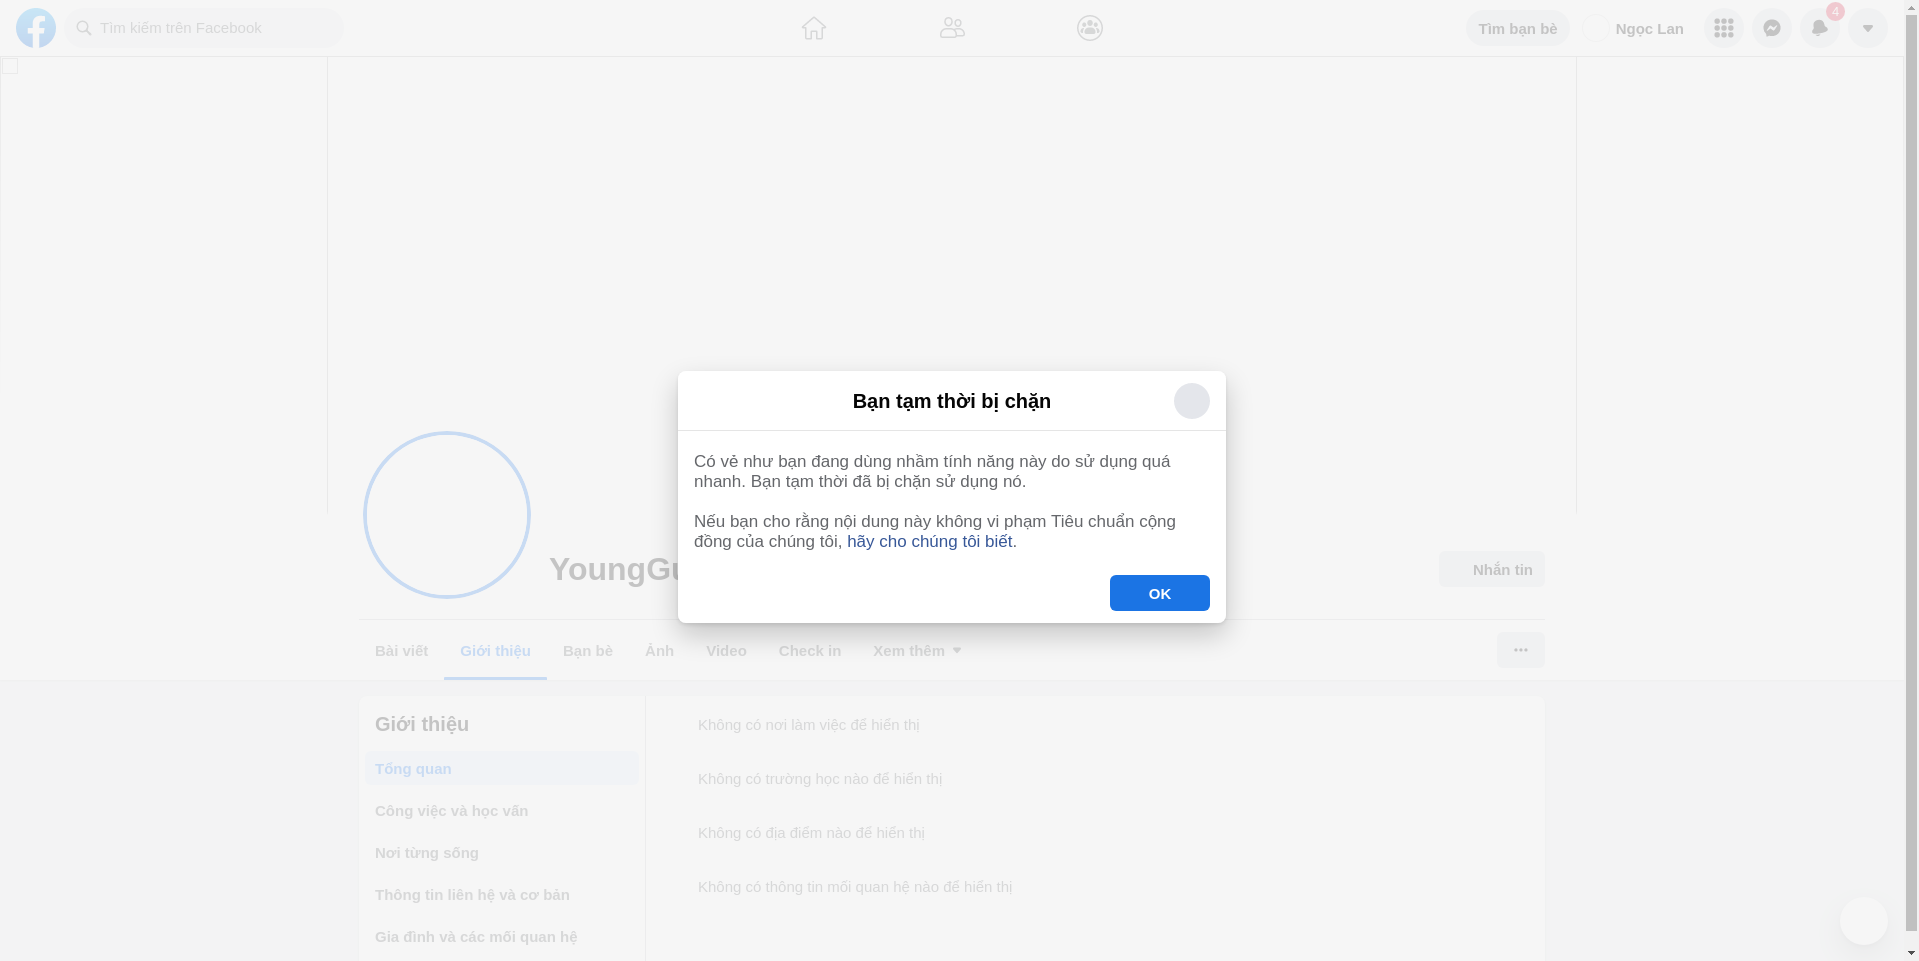 Tìm kiếm trên Facebook
Tìm bạn bè
Ngọc Lan
4
Bạn tạm thời bị chặn
Có vẻ như bạn đang dùng nhầm tính năng này do sử dụng quá
nhanh. Bạn tạm thời đã bị chặn sử dụng nó.
Nếu bạn cho rằng nội dung này không vi phạm Tiêu chuẩn cộng
đồng của chúng tôi, hãy cho chúng tôi biết.
OK
Nhắn tin
Bài viết
Giới thiệu
Bạn bè
Ảnh
Video
Check in
Xem thêm
Giới thiệu
Tổng quan
Công việc và học vấn
Nơi từng sống
Thông tin liên hệ và cơ bản
Gia đình và các mối quan hệ
Không có nơi làm việc để hiển thị
Không có trường học nào để hiển thị
Không có địa điểm nào để hiển thị
Không có thông tin mối quan hệ nào để hiển thị